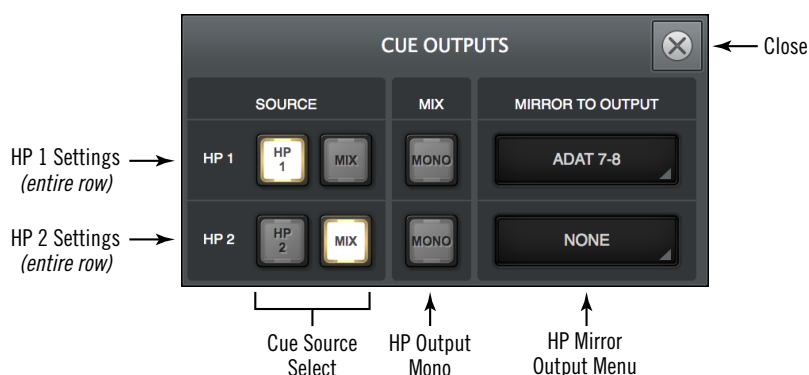 CUE OUTPUTS
Close
SOURCE
MIX
MIRROR TO OUTPUT
HP 1 Settings
(entire row)
HP 1
HP
1
MIX
MONO
ADAT 7-8
HP 2 Settings
(entire row)
HP 2
HP
2
MIX
MONO
NONE
Cue Source
Select
HP Output
Mono
HP Mirror
Output Menu